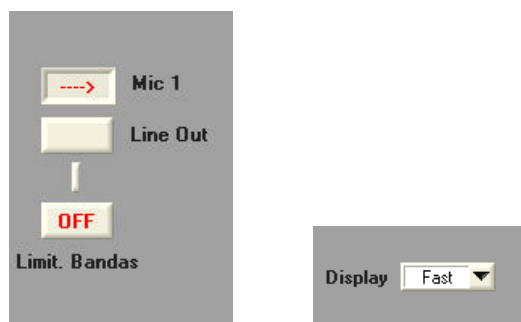 ----> Mic 1
Line Out
OFF
Limit. Bandas
Display Fast